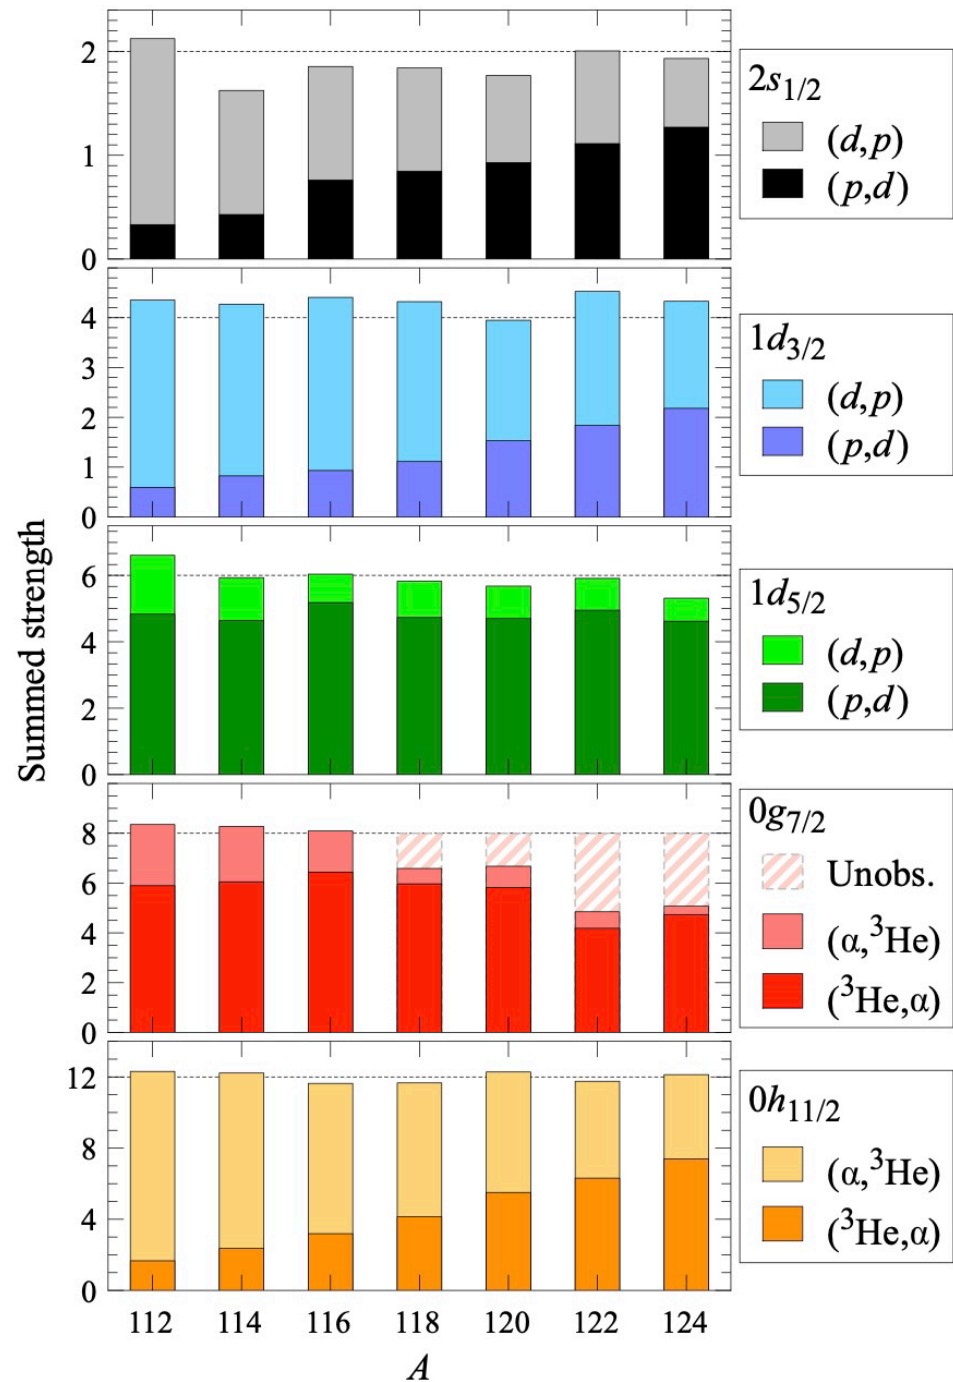 Summed strength
2
1
0
2s1/2
(d,p)
(p,d)
4
3
2
1
0
1d3/2
(d,p)
(p,d)
6
4
2
0
1d5/2
(d,p)
(p,d)
8
6
4
2
0
0g7/2
Unobs.
(α,3He)
(3He,α)
12
8
4
0
0h11/2
(α,3He)
(3He,α)
112 114 116 118 120 122 124
A